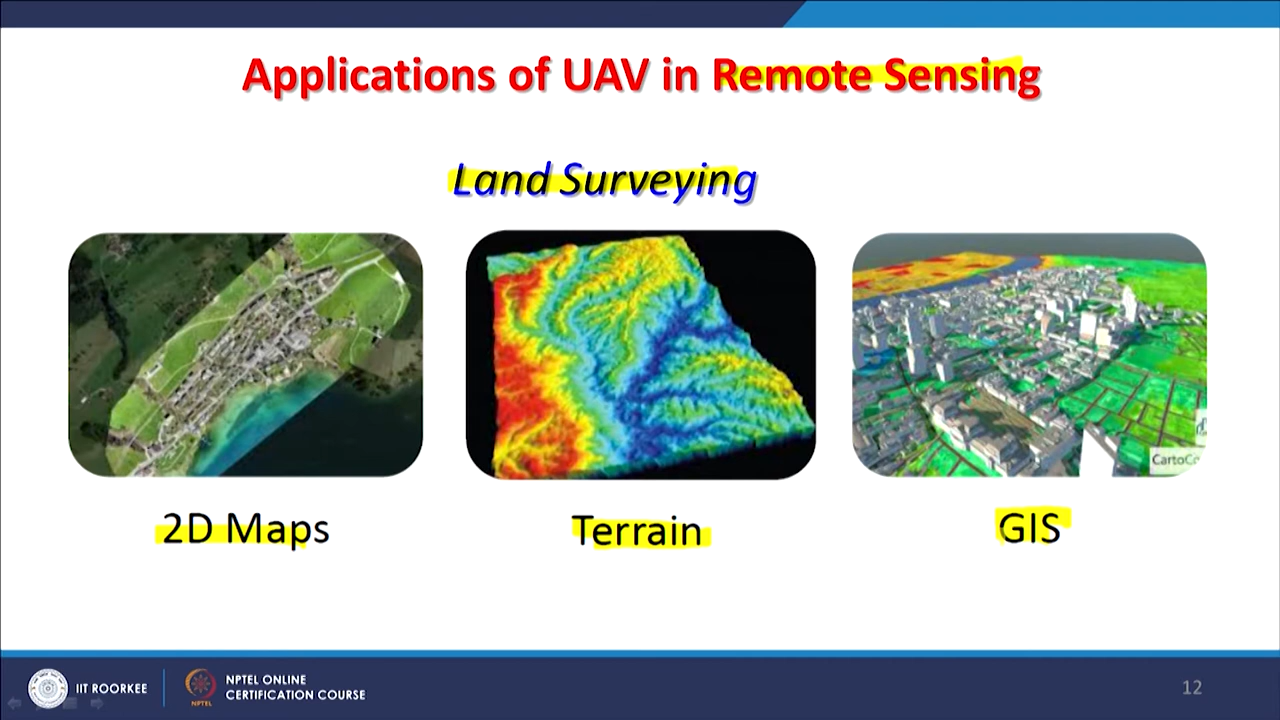 Applications of UAV in Remote Sensing
Land Surveying
CartoCo
2D Maps
Terrain
GIS
IIT ROORKEE
NPTEL
NPTEL ONLINE
CERTIFICATION COURSE
12